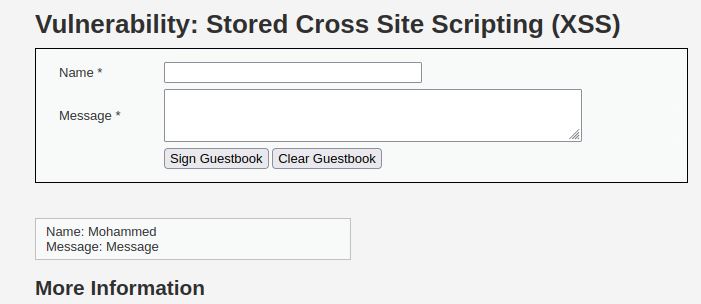 Vulnerability: Stored Cross Site Scripting (XSS)
Name *
Message *
Sign Guestbook Clear Guestbook
Name: Mohammed
Message: Message
More Information